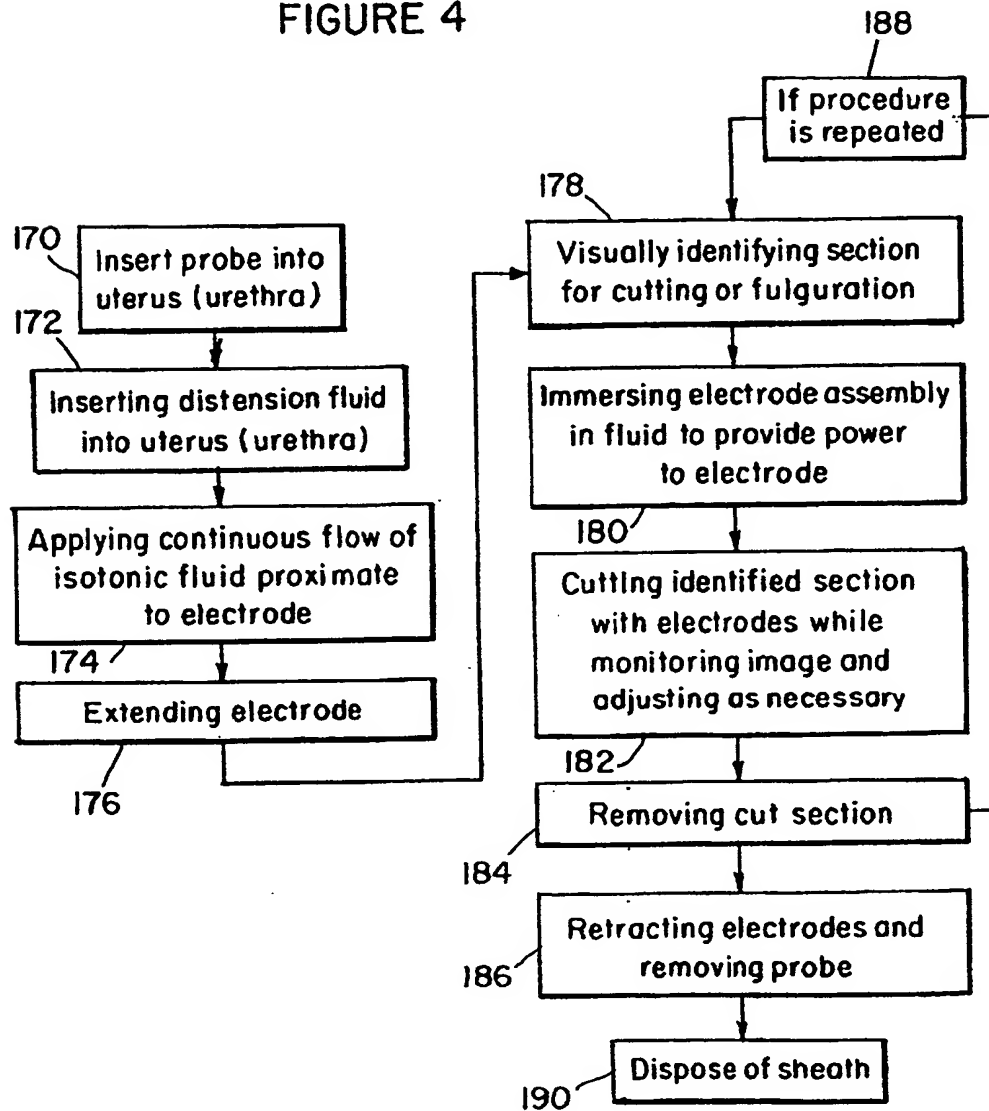 FIGURE 4
170
Insert probe into
uterus (urethra)
172
Inserting distension fluid
into uterus (urethra)
Applying continuous flow of
isotonic fluid proximate
to electrode
174
Extending electrode
176
188
If procedure
is repeated
178
Visually identifying section
for cutting or fulguration
Immersing electrode assembly
in fluid to provide power
to electrode
180
Cutting identified section
with electrodes while
monitoring image and
adjusting as necessary
182
Removing cut section
184
Retracting electrodes and
removing probe
186
Dispose of sheath
190